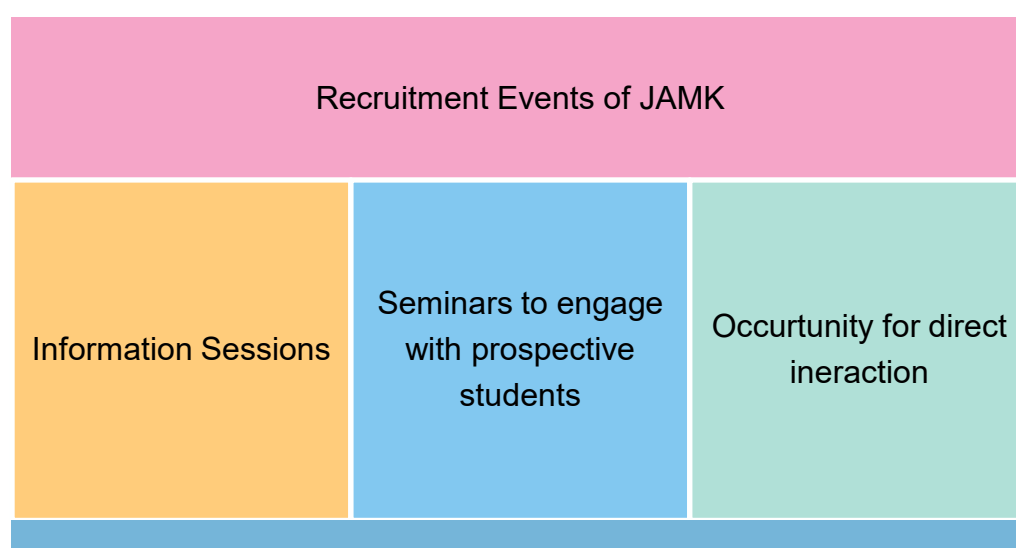 Recruitment Events of JAMK
Information Sessions
Seminars to engage
with prospective
students
Occurtunity for direct
ineraction